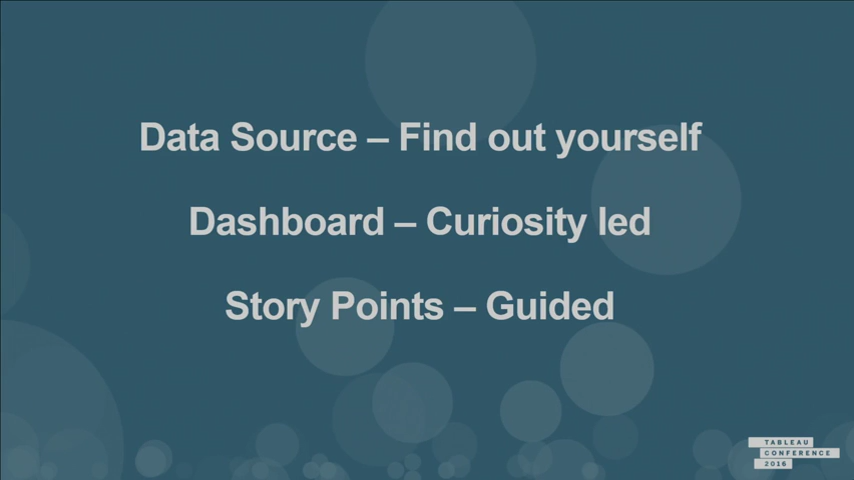 Data Source – Find out yourself
Dashboard – Curiosity led
Story Points – Guided
TABLEAU
CONFERENCE
2016